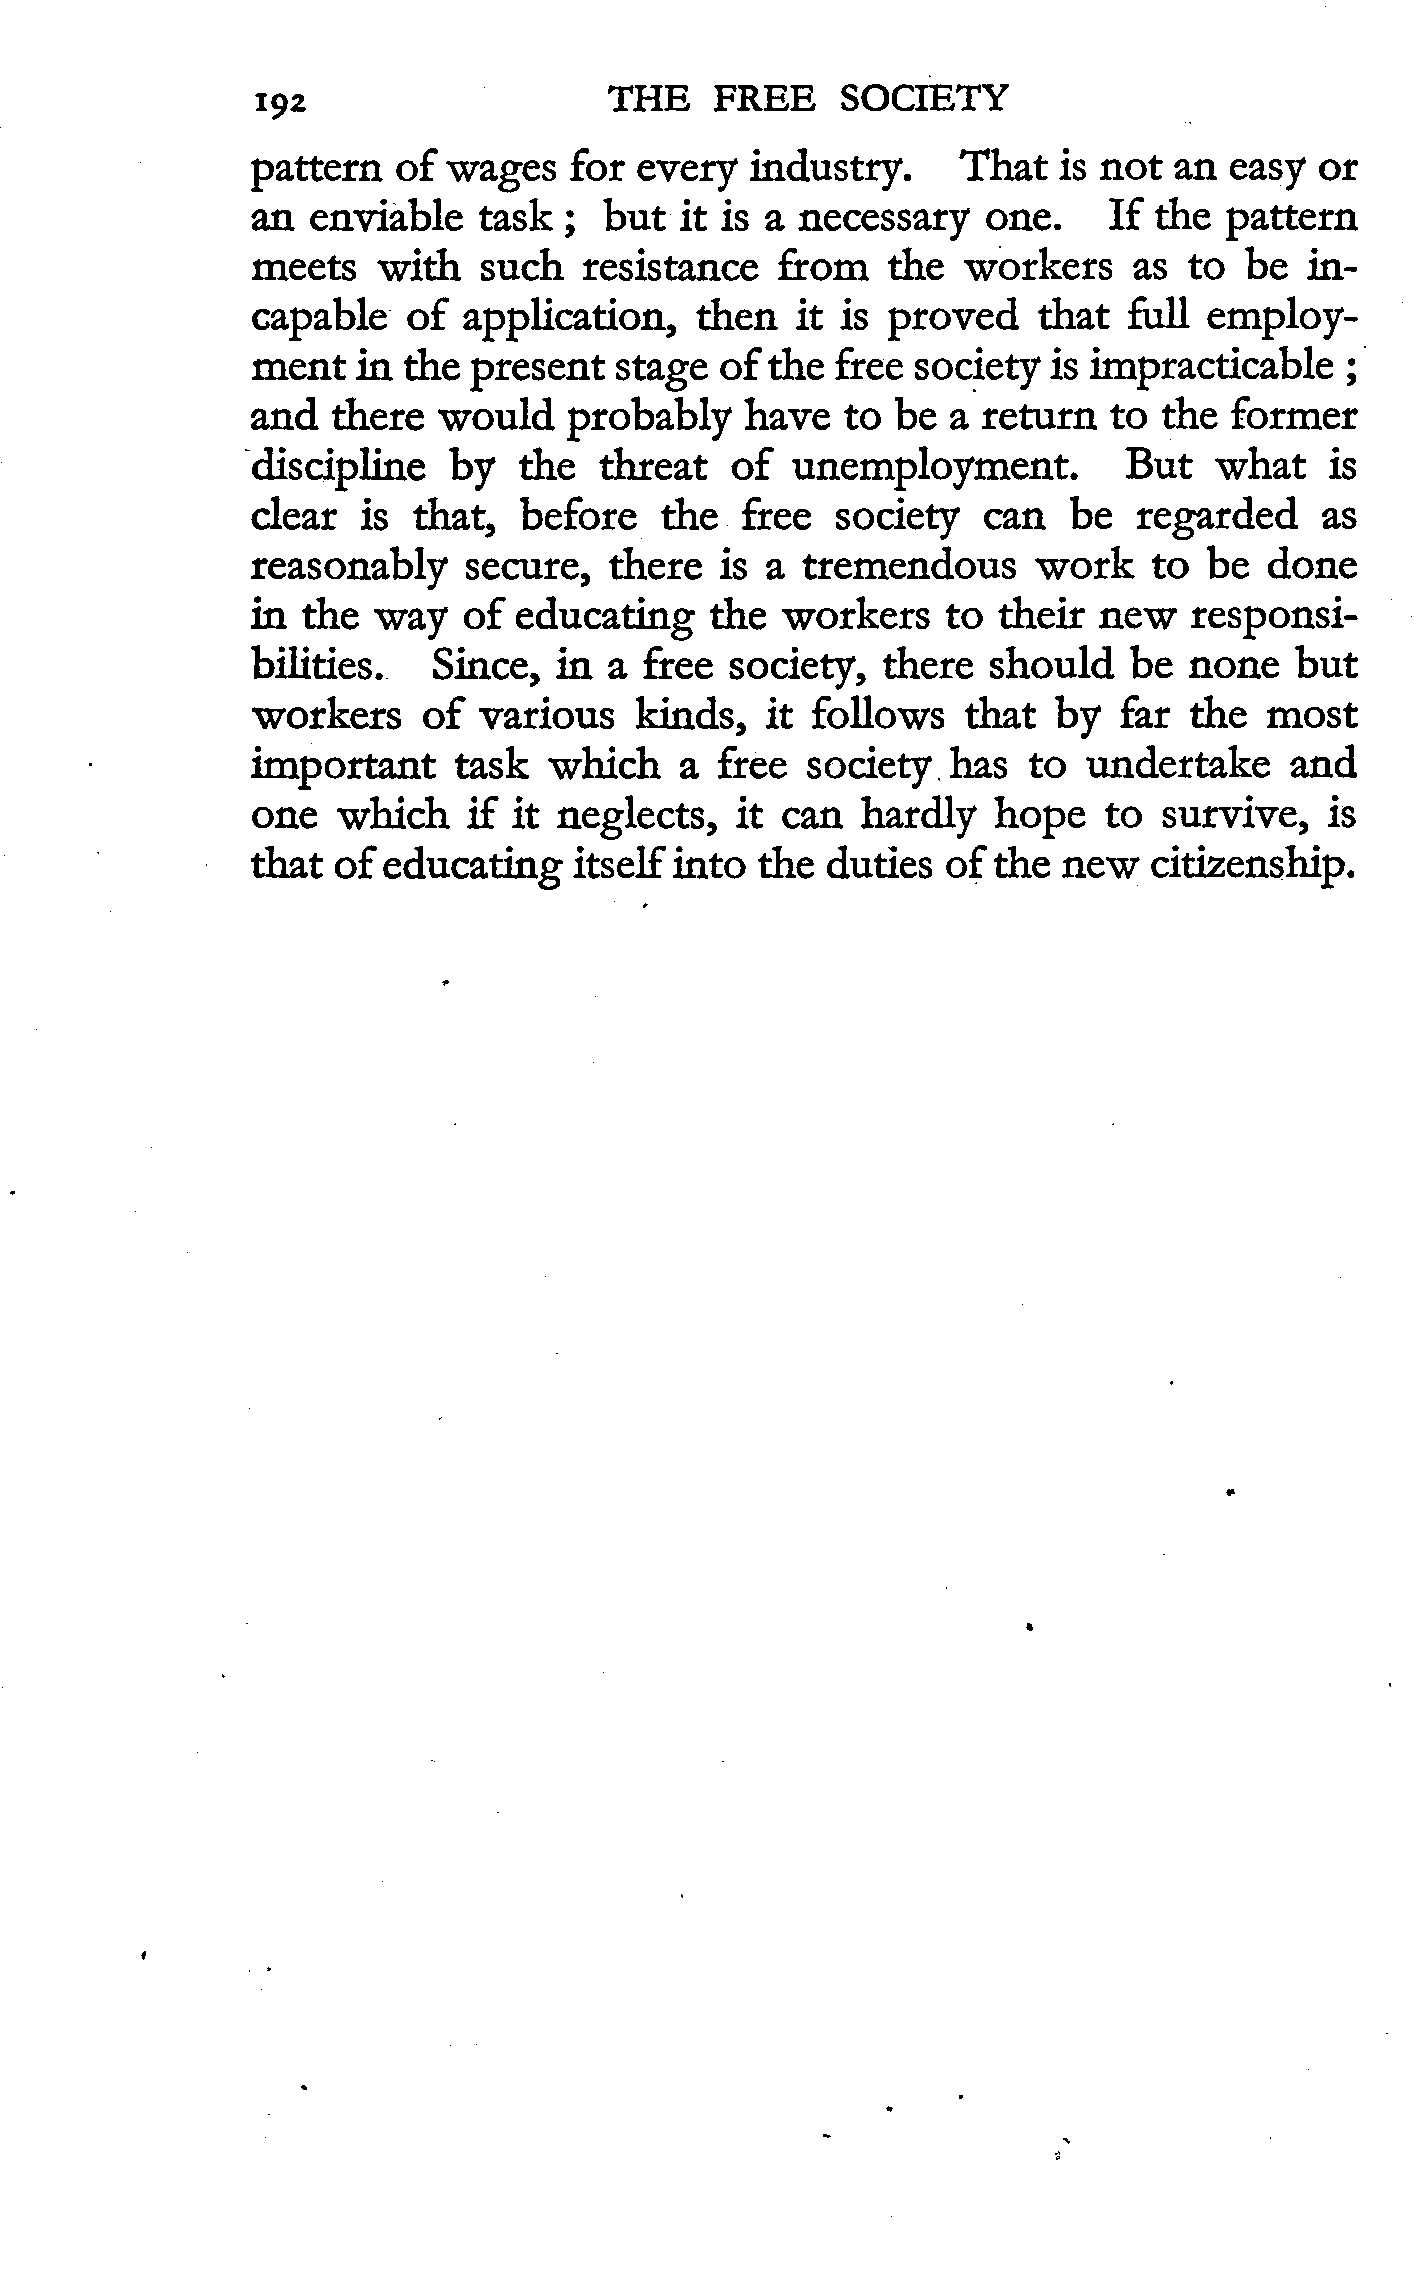 192 THE FREE SOCIETY
pattern of wages for every industry. That is not an easy or
an enviable task ; but it is a necessary one. If the pattern
meets with such resistance from the workers as to be in-
capable of application, then it is proved that full employ-
ment in the present stage of the free society is impracticable ;
and there would probably have to be a return to the former
discipline by the threat of unemployment. But what is
clear is that, before the free society can be regarded as
reasonably secure, there is a tremendous work to be done
in the way of educating the workers to their new responsi-
bilities. Since, in a free society, there should be none but
workers of various kinds, it follows that by far the most
important task which a free society has to undertake and
one which if it neglects, it can hardly hope to survive, is
that of educating itself into the duties of the new citizenship.